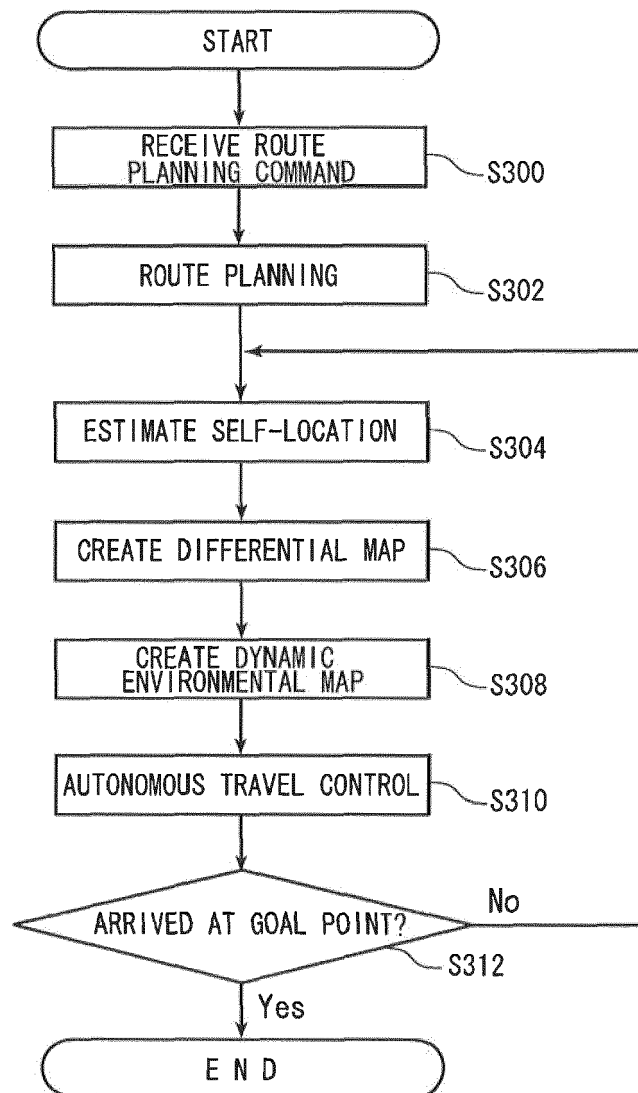 START
RECEIVE ROUTE
PLANNING COMMAND
S300
ROUTE PLANNING
S302
ESTIMATE SELF-LOCATION
S304
CREATE DIFFERENTIAL MAP
S306
CREATE DYNAMIC
ENVIRONMENTAL MAP
S308
AUTONOMOUS TRAVEL CONTROL
S310
ARRIVED AT GOAL POINT?
No
S312
Yes
E N D